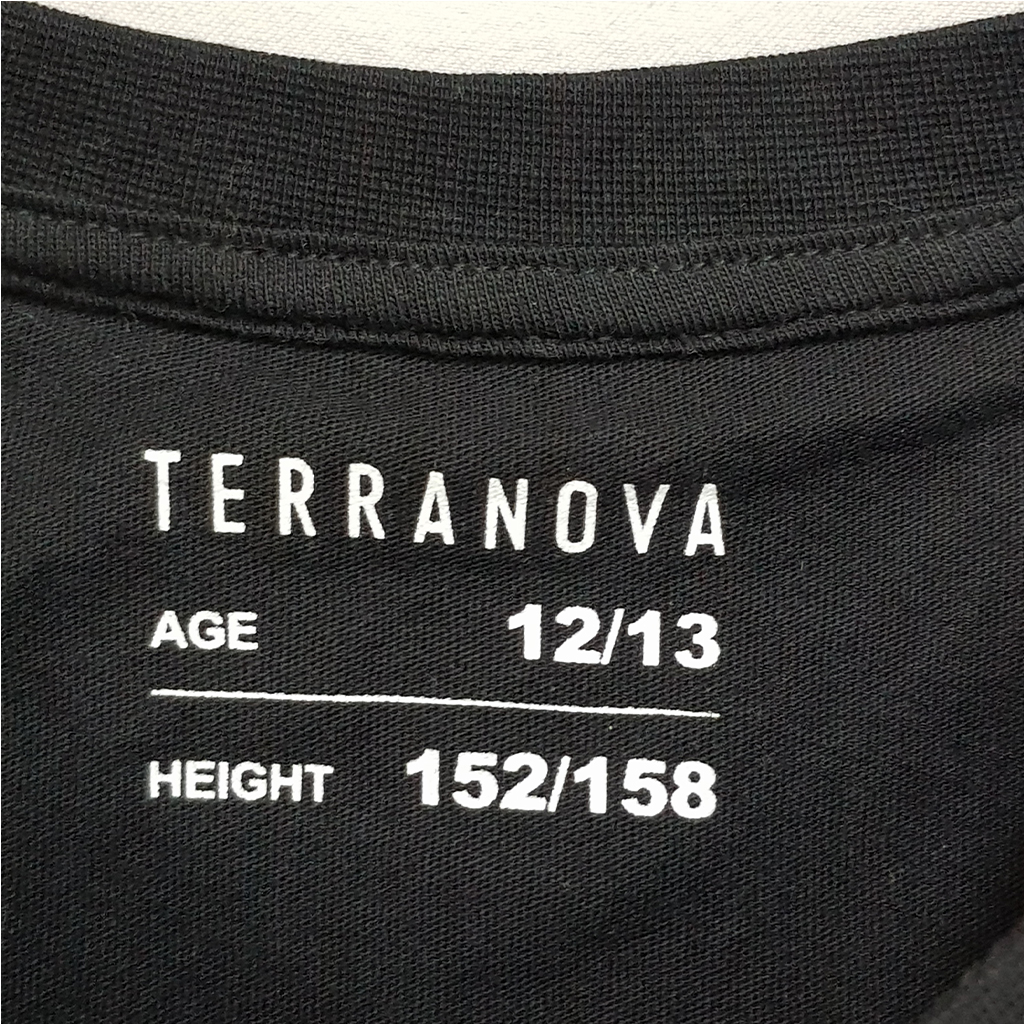 TERRANOVA
AGE 12/13
HEIGHT 152/158